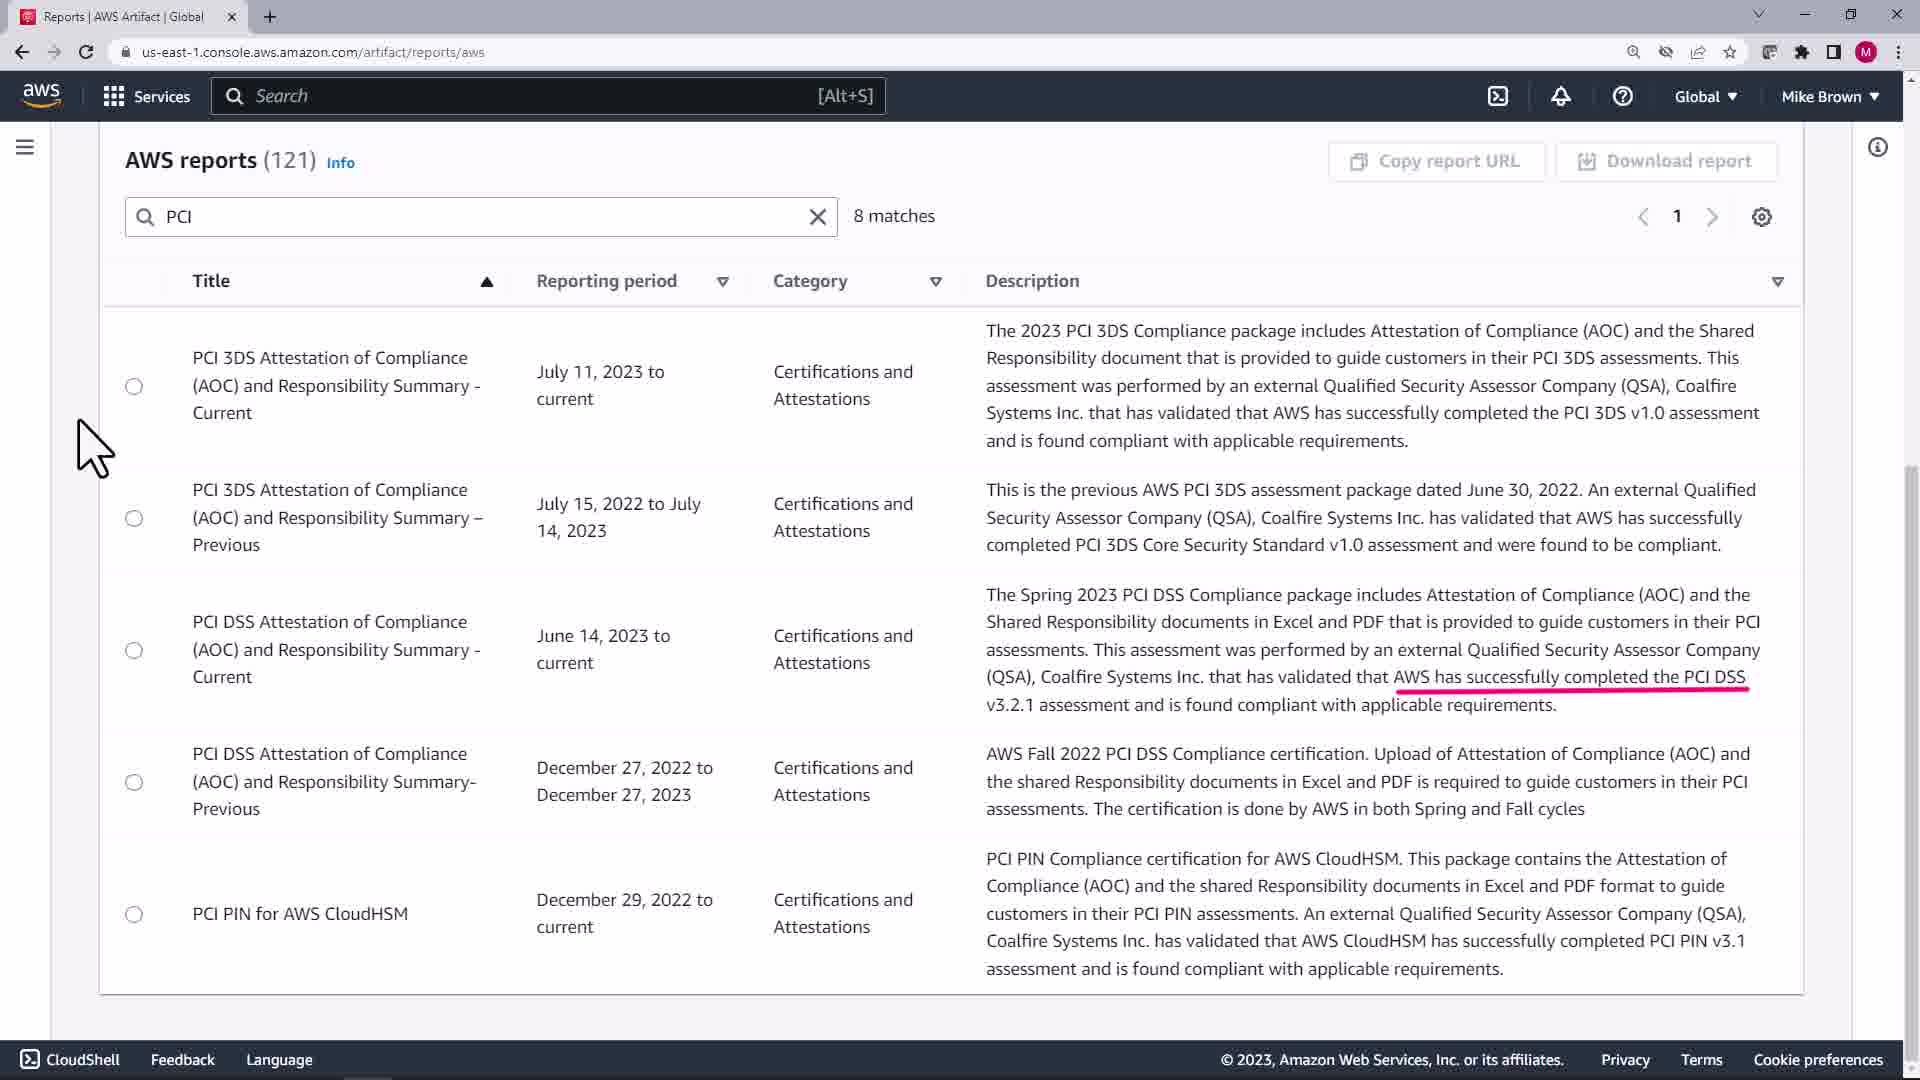 Reports | AWS Artifact | Global
us-east-1.console.aws.amazon.com/artifact/reports/aws
M
aws
Services
Search
[Alt+S]
Global
Mike Brown
AWS reports (121) Info
Copy report URL
Download report
PCI
8 matches
1
Title
Reporting period
Category
Description
PCI 3DS Attestation of Compliance
(AOC) and Responsibility Summary -
Current
July 11, 2023 to
current
Certifications and
Attestations
The 2023 PCI 3DS Compliance package includes Attestation of Compliance (AOC) and the Shared
Responsibility document that is provided to guide customers in their PCI 3DS assessments. This
assessment was performed by an external Qualified Security Assessor Company (QSA), Coalfire
Systems Inc. that has validated that AWS has successfully completed the PCI 3DS v1.0 assessment
and is found compliant with applicable requirements.
PCI 3DS Attestation of Compliance
(AOC) and Responsibility Summary –
Previous
July 15, 2022 to July
14, 2023
Certifications and
Attestations
This is the previous AWS PCI 3DS assessment package dated June 30, 2022. An external Qualified
Security Assessor Company (QSA), Coalfire Systems Inc. has validated that AWS has successfully
completed PCI 3DS Core Security Standard v1.0 assessment and were found to be compliant.
PCI DSS Attestation of Compliance
(AOC) and Responsibility Summary -
Current
June 14, 2023 to
current
Certifications and
Attestations
The Spring 2023 PCI DSS Compliance package includes Attestation of Compliance (AOC) and the
Shared Responsibility documents in Excel and PDF that is provided to guide customers in their PCI
assessments. This assessment was performed by an external Qualified Security Assessor Company
(QSA), Coalfire Systems Inc. that has validated that AWS has successfully completed the PCI DSS
v3.2.1 assessment and is found compliant with applicable requirements.
PCI DSS Attestation of Compliance
(AOC) and Responsibility Summary-
Previous
December 27, 2022 to
December 27, 2023
Certifications and
Attestations
AWS Fall 2022 PCI DSS Compliance certification. Upload of Attestation of Compliance (AOC) and
the shared Responsibility documents in Excel and PDF is required to guide customers in their PCI
assessments. The certification is done by AWS in both Spring and Fall cycles
PCI PIN for AWS CloudHSM
December 29, 2022 to
current
Certifications and
Attestations
PCI PIN Compliance certification for AWS CloudHSM. This package contains the Attestation of
Compliance (AOC) and the shared Responsibility documents in Excel and PDF format to guide
customers in their PCI PIN assessments. An external Qualified Security Assessor Company (QSA),
Coalfire Systems Inc. has validated that AWS CloudHSM has successfully completed PCI PIN v3.1
assessment and is found compliant with applicable requirements.
CloudShell
Feedback
Language
© 2023, Amazon Web Services, Inc. or its affiliates.
Privacy
Terms
Cookie preferences